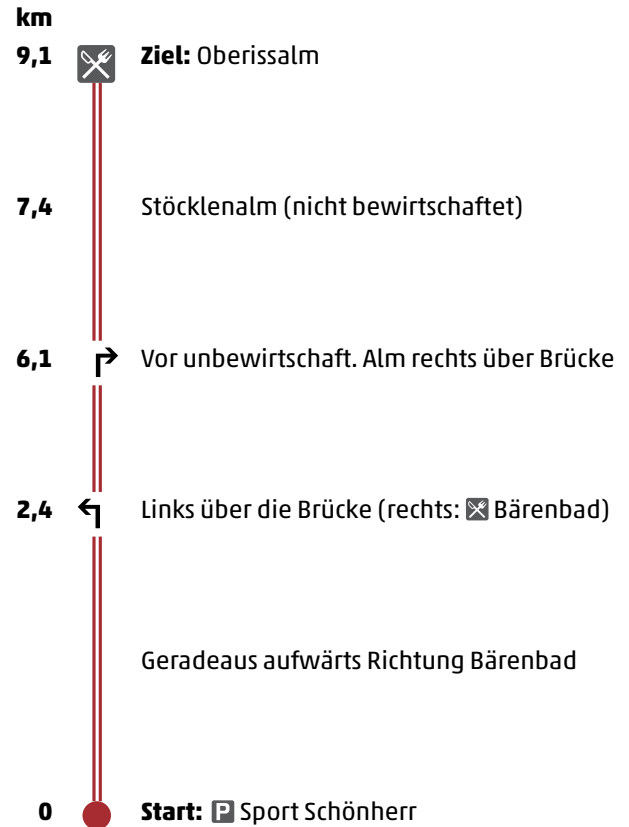 km
9,1 Ziel: Oberissalm
7,4 Stöcklenalm (nicht bewirtschaftet)
6,1 Vor unbewirtschaft. Alm rechts über Brücke
2,4 Links über die Brücke (rechts: Bärenbad)
Geradeaus aufwärts Richtung Bärenbad
0 Start: P Sport Schönherr